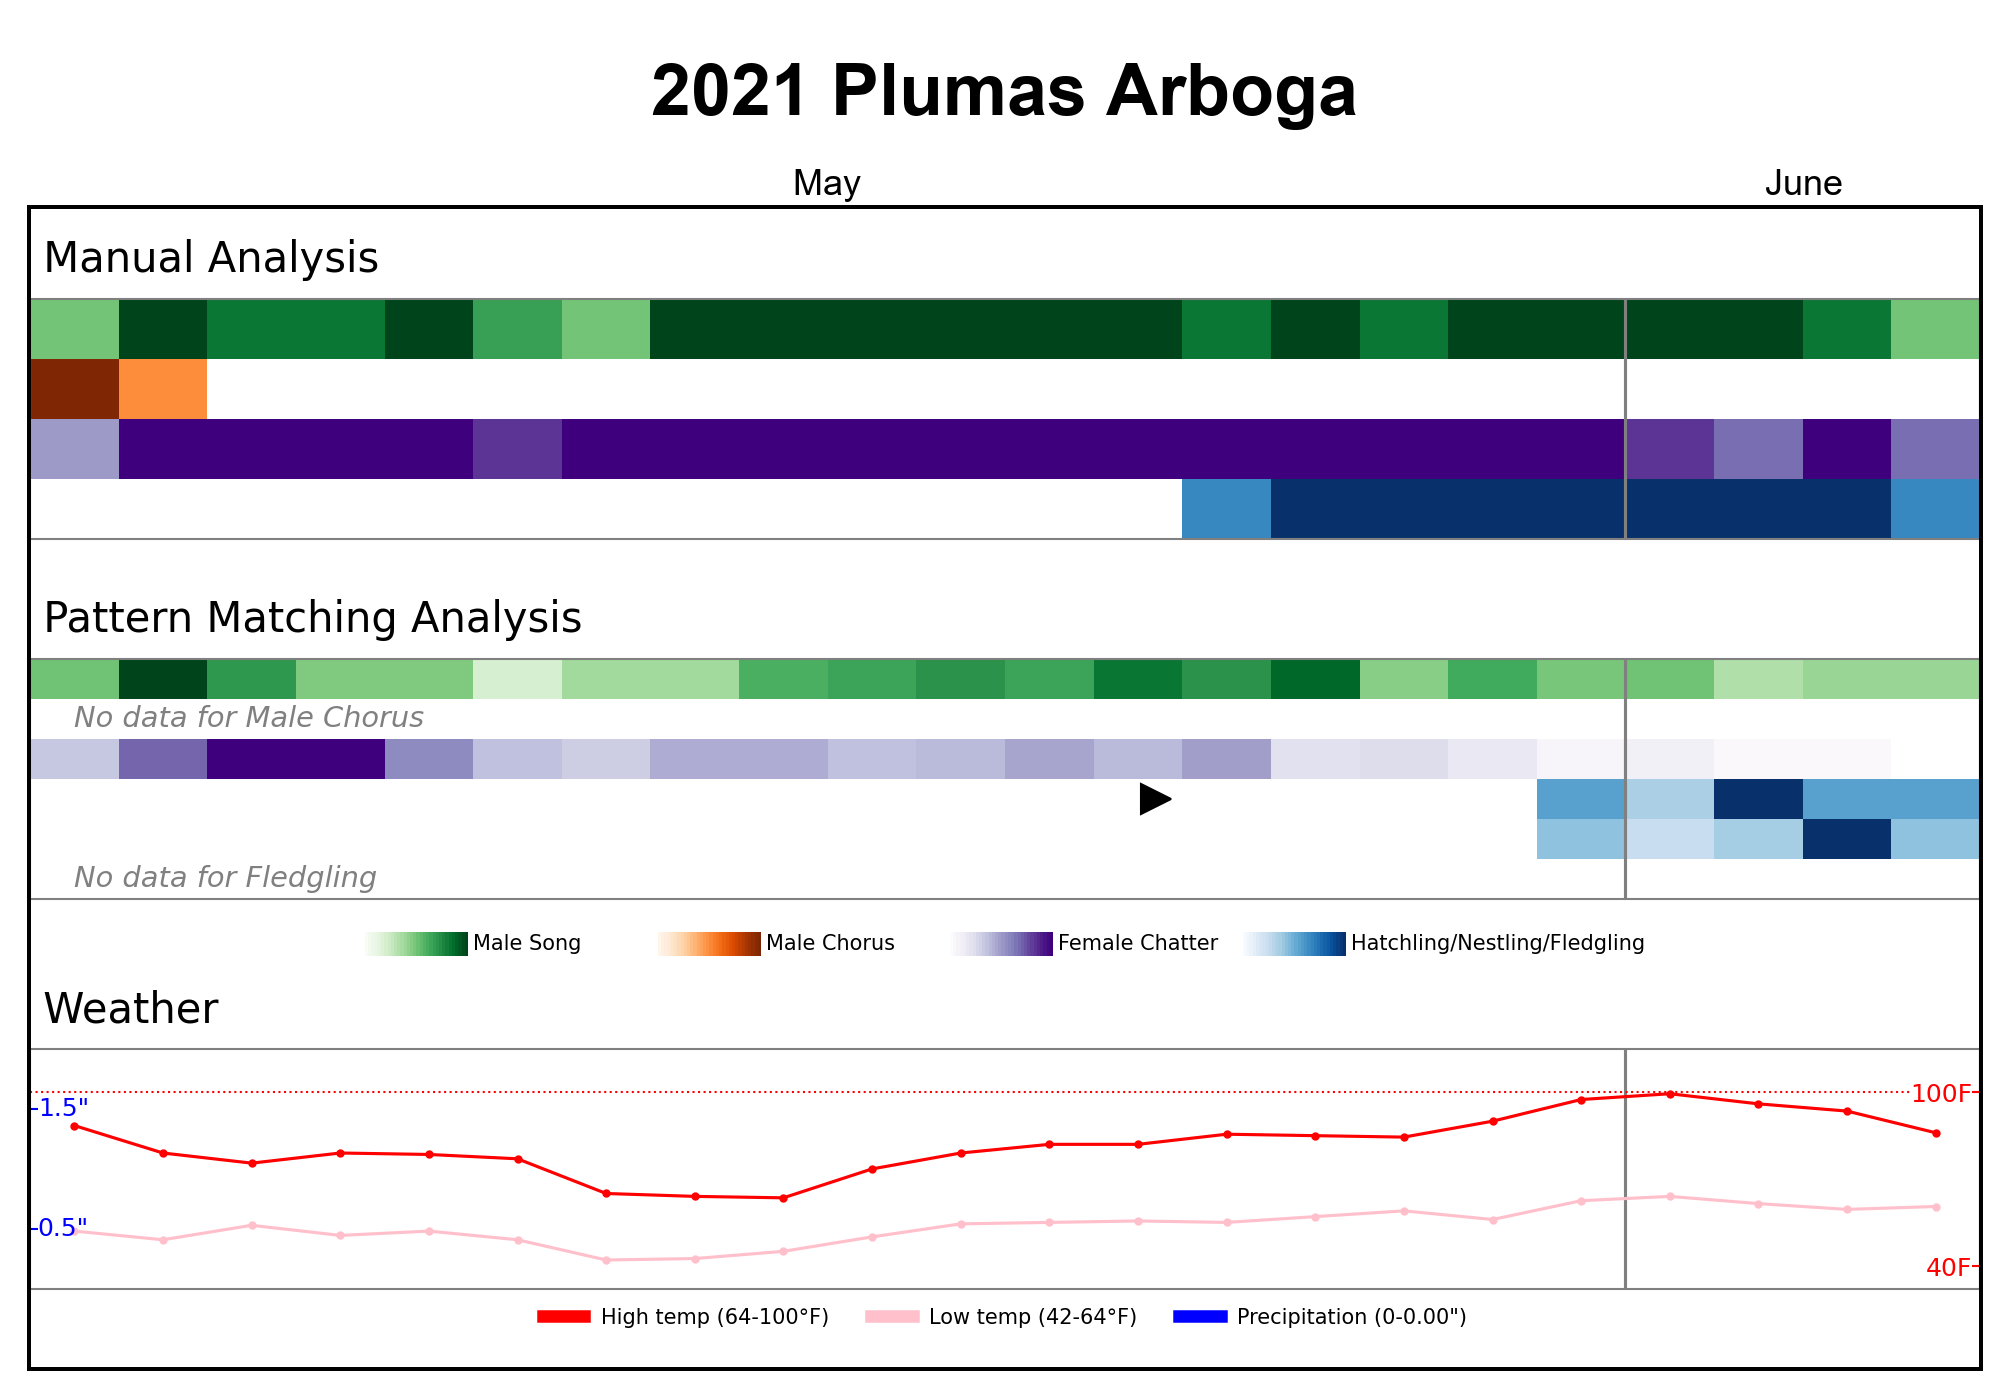 2021 Plumas Arboga
May June
Manual Analysis
Pattern Matching Analysis
No data for Male Chorus
No data for Fledgling
Male Song Male Chorus Female Chatter Hatchling/Nestling/Fledgling
Weather
100F
1.5"
0.5"
40F
High temp (64-100°F) Low temp (42-64°F) Precipitation (0-0.00")